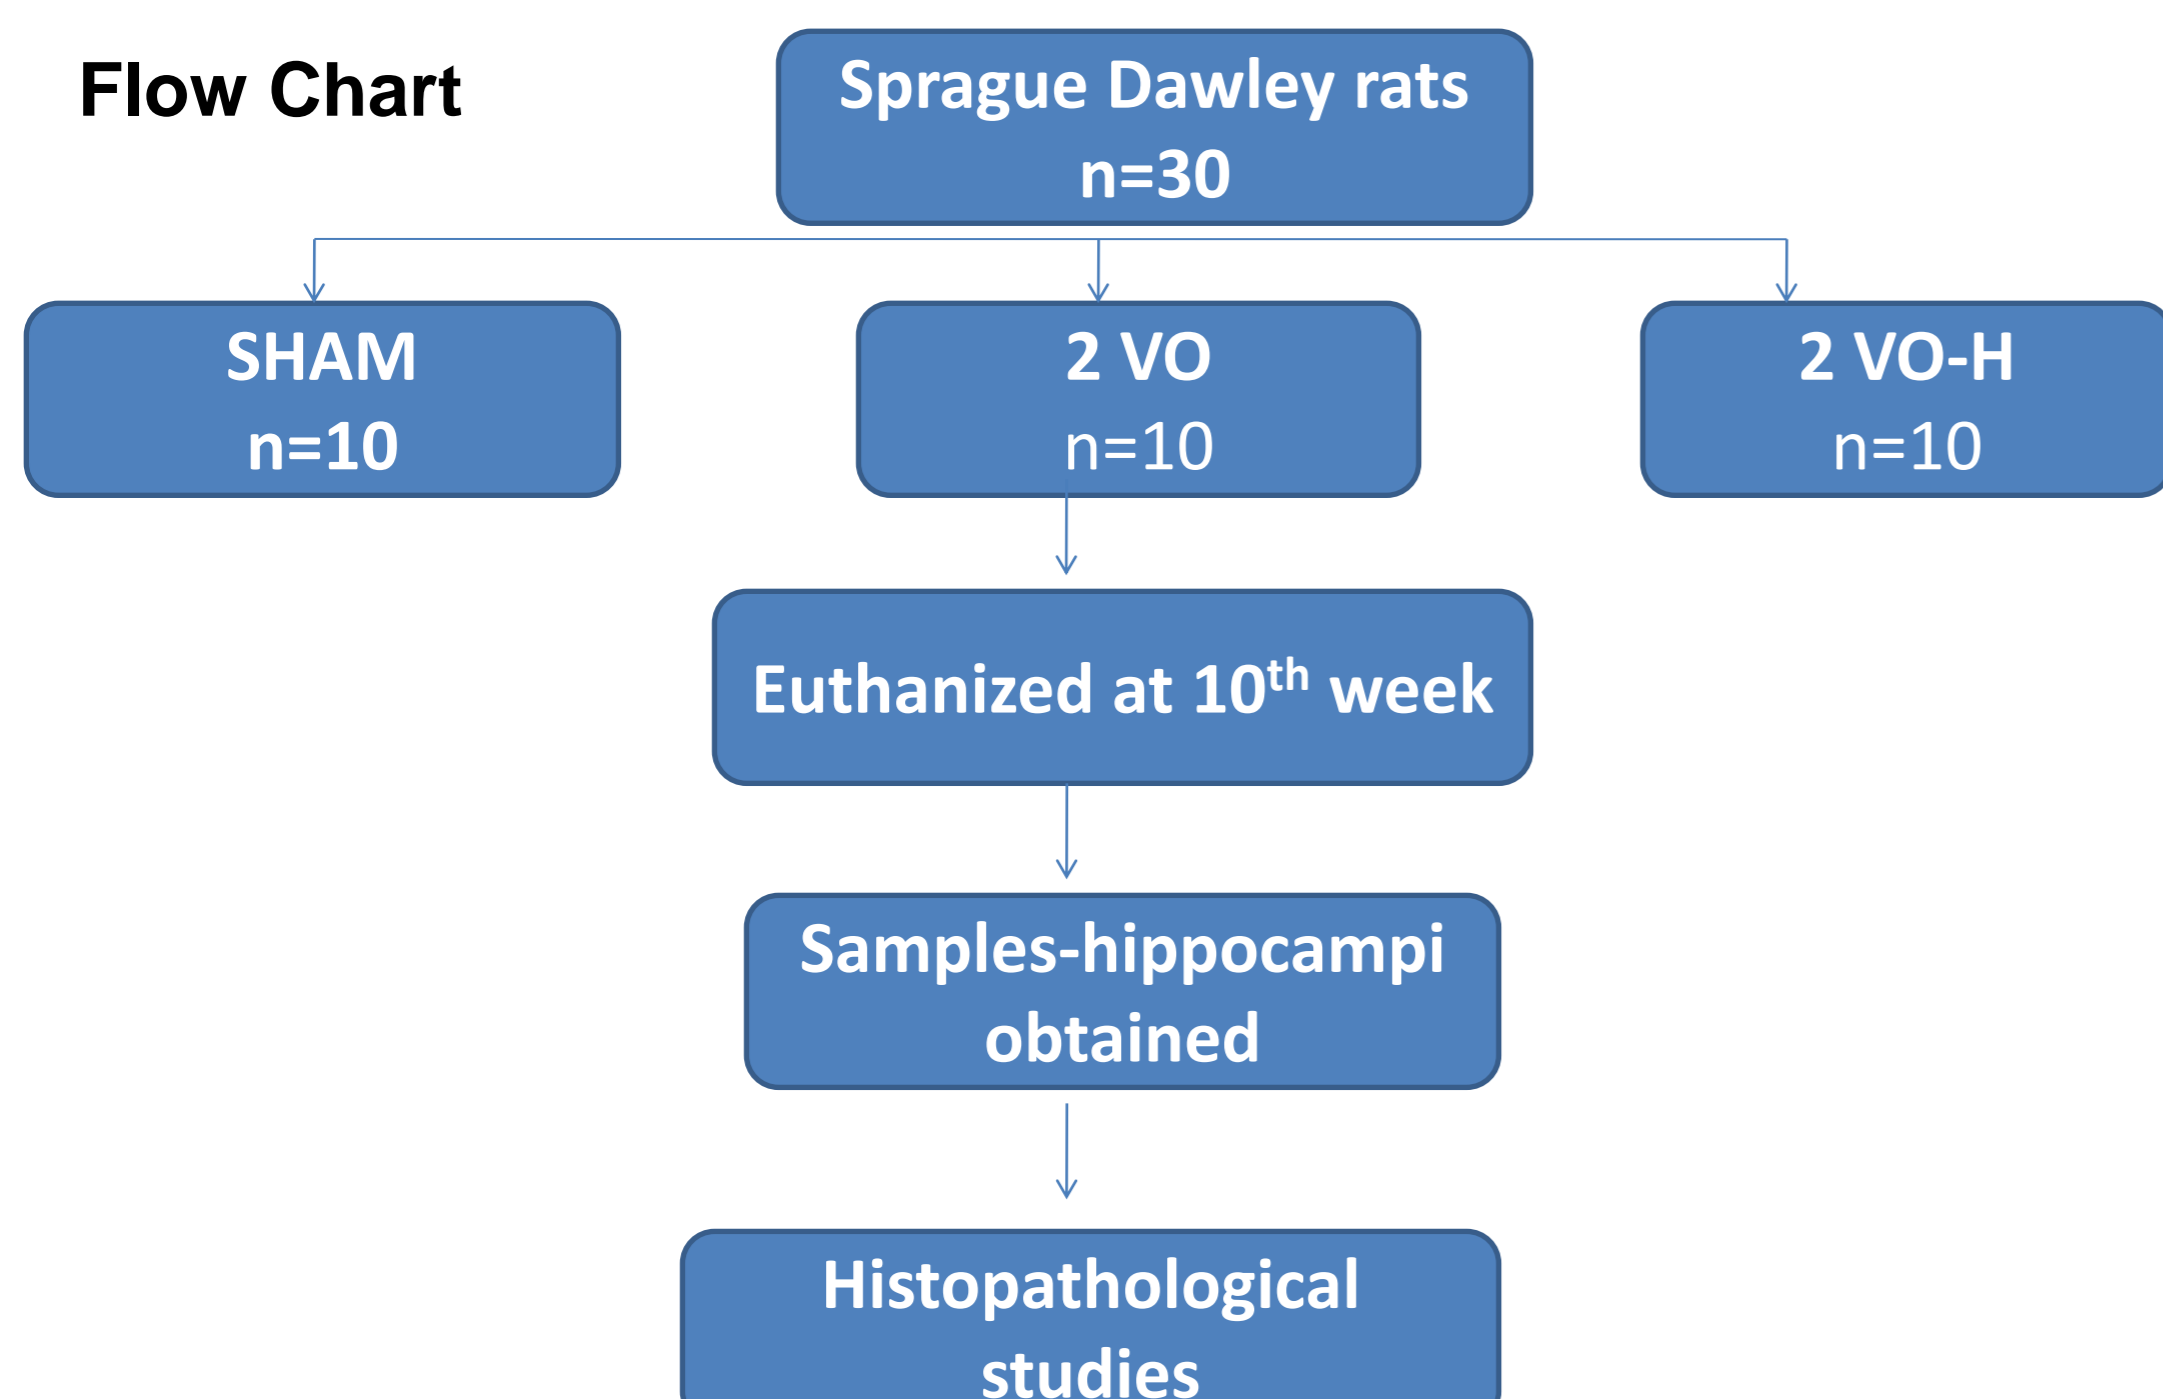 Flow Chart
Sprague Dawley rats
n=30
SHAM
n=10
2 VO
n=10
2 VO-H
n=10
Euthanized at 10th week
Samples-hippocampi
obtained
Histopathological
studies